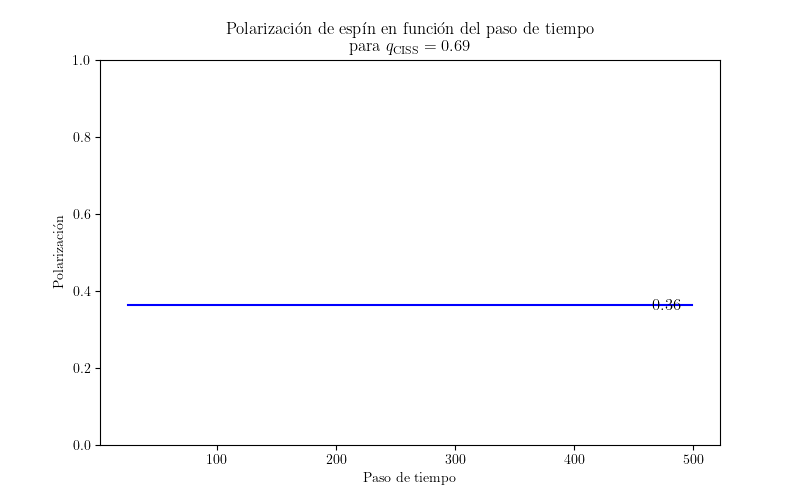 Polarización de espín en función del paso de tiempo
para q_CISS = 0.69
1.0
0.8
0.6
0.4
0.2
0.0
Polarización
0.36
100 200 300 400 500
Paso de tiempo